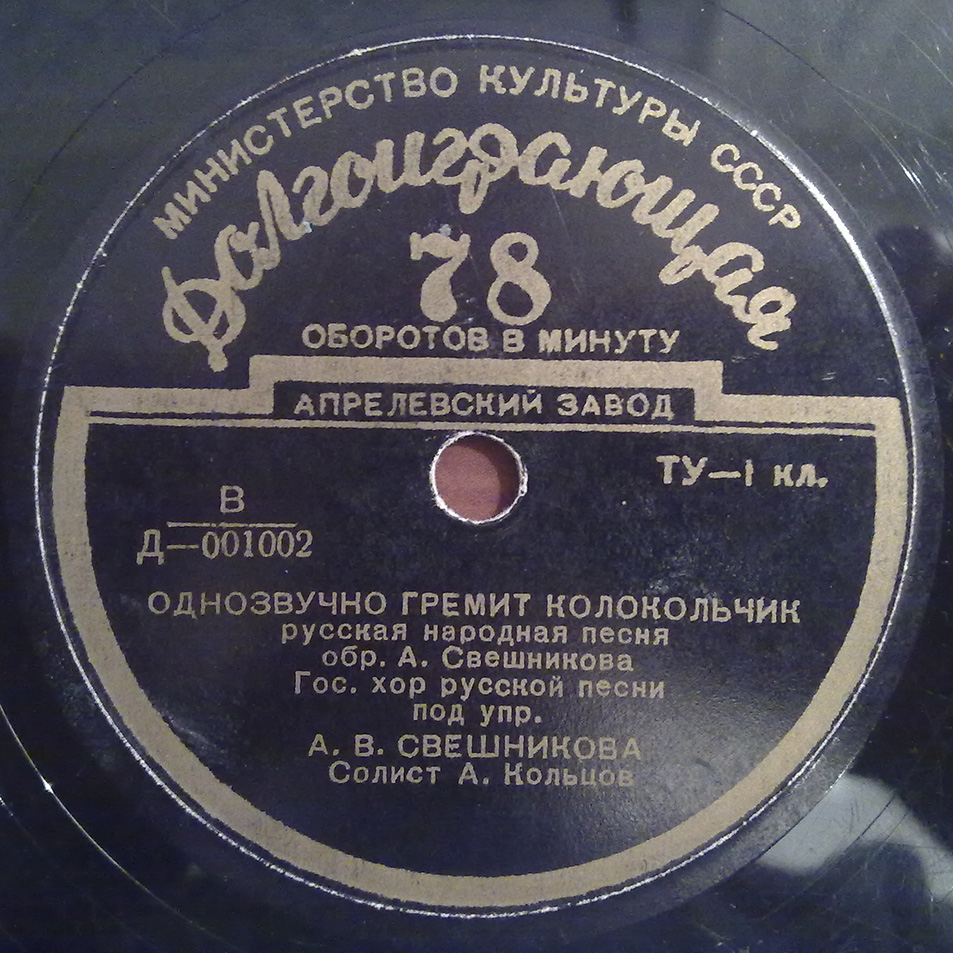 МИНИСТЕРСТВО КУЛЬТУРЫ СССР
Долгоиграющая
78
ОБОРОТОВ В МИНУТУ
АПРЕЛЕВСКИЙ ЗАВОД
ТУ—1 кл.
В
Д—001002
ОДНОЗВУЧНО ГРЕМИТ КОЛОКОЛЬЧИК
русская народная песня
обр. А. Свешникова
Гос. хор русской песни
под упр.
А. В. СВЕШНИКОВА
Солист А. Кольцов